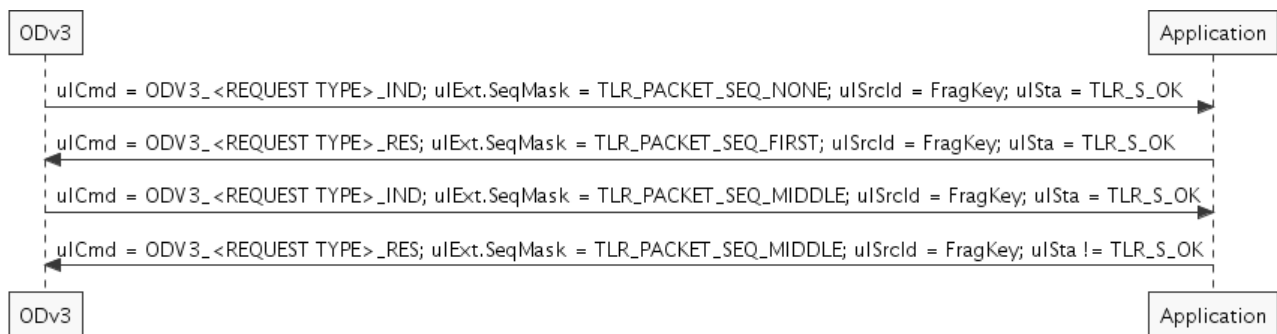 ODv3 Application
ulCmd = ODV3_<REQUEST TYPE>_IND; ulExt.SeqMask = TLR_PACKET_SEQ_NONE; ulSrcId = FragKey; ulSta = TLR_S_OK
ulCmd = ODV3_<REQUEST TYPE>_RES; ulExt.SeqMask = TLR_PACKET_SEQ_FIRST; ulSrcId = FragKey; ulSta = TLR_S_OK
ulCmd = ODV3_<REQUEST TYPE>_IND; ulExt.SeqMask = TLR_PACKET_SEQ_MIDDLE; ulSrcId = FragKey; ulSta = TLR_S_OK
ulCmd = ODV3_<REQUEST TYPE>_RES; ulExt.SeqMask = TLR_PACKET_SEQ_MIDDLE; ulSrcId = FragKey; ulSta != TLR_S_OK
ODv3 Application